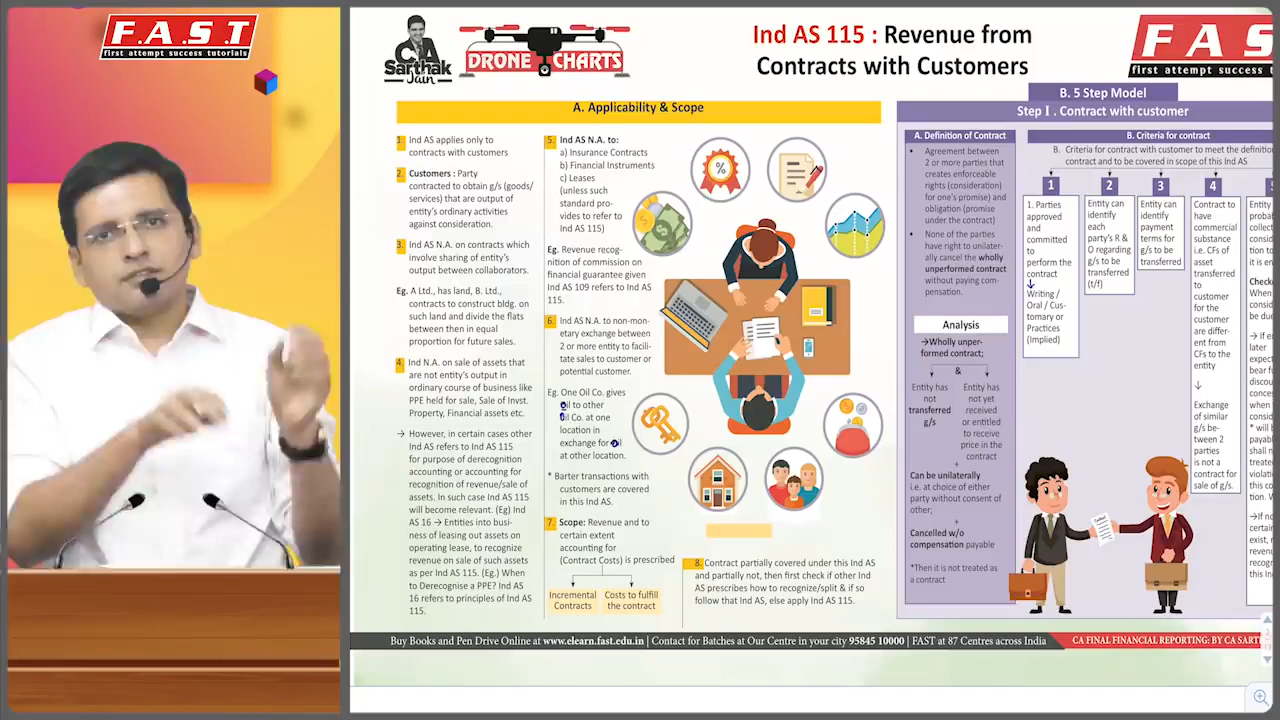 F.A.S.T
first attempt success tutorials
CA
Sarthak
Jain
DRONE CHARTS
Ind AS 115 : Revenue from
Contracts with Customers
FAS
first attempt success t
A. Applicability & Scope
1 Ind AS applies only to
contracts with customers
2. Customers : Party
contracted to obtain g/s (goods/
services) that are output of
entity's ordinary activities
against consideration.
3. Ind AS N.A. on contracts which
involve sharing of entity's
output between collaborators.
Eg. A Ltd., has land, B. Ltd.,
contracts to construct bldg. on
such land and divide the flats
between then in equal
proportion for future sales.
4 Ind N.A. on sale of assets that
are not entity's output in
ordinary course of business like
PPE held for sale, Sale of Invst.
Property, Financial assets etc.
→ However, in certain cases other
Ind AS refers to Ind AS 115
for purpose of derecognition
accounting or accounting for
recognition of revenue/sale of
assets. In such case Ind AS 115
will become relevant. (Eg) Ind
AS 16 → Entities into busi-
ness of leasing out assets on
operating lease, to recognize
revenue on sale of such assets
as per Ind AS 115. (Eg.) When
to Derecognise a PPE? Ind AS
16 refers to principles of Ind AS
115.
5. Ind AS N.A. to:
a) Insurance Contracts
b) Financial Instruments
c) Leases
(unless such
standard pro-
vides to refer to
Ind AS 115)
Eg. Revenue recog-
nition of commission on
financial guarantee given
Ind AS 109 refers to Ind AS
115.
6 Ind AS N.A. to non-mon-
etary exchange between
2 or more entity to facili-
tate sales to customer or
potential customer.
Eg. One Oil Co. gives
oil to other
Oil Co. at one
location in
exchange for oil
at other location.
* Barter transactions with
customers are covered
in this Ind AS.
7. Scope: Revenue and to
certain extent
accounting for
(Contract Costs) is prescribed
Incremental
Contracts
Costs to fulfill
the contract
8. Contract partially covered under this Ind AS
and partially not, then first check if other Ind
AS prescribes how to recognize/split & if so
follow that Ind AS, else apply Ind AS 115.
%
B. 5 Step Model
Step I . Contract with customer
A. Definition of Contract
• Agreement between
2 or more parties that
creates enforceable
rights (consideration)
for one's promise) and
obligation (promise
under the contract)
• None of the parties
have right to unilater-
ally cancel the wholly
unperformed contract
without paying com-
pensation.
Analysis
→Wholly unper-
formed contract;
&
Entity has
not
transferred
g/s
Entity has
not yet
received
or entitled
to receive
price in the
contract
+
Can be unilaterally
i.e. at choice of either
party without consent of
other;
+
Cancelled w/o
compensation payable
*Then it is not treated as
a contract
B. Criteria for contract
B. Criteria for contract with customer to meet the definition
contract and to be covered in scope of this Ind AS
1
1. Parties
approved
and
committed
to
perform the
contract
↓
Writing /
Oral / Cus-
tomary or
Practices
(Implied)
2
Entity can
identify
each
party's R &
O regarding
g/s to be
transferred
(t/f)
3
Entity can
identify
payment
terms for
g/s to be
transferred
4
Contract to
have
commercial
substance
i.e. CFs of
asset
transferred
to
customer
for the
customer
are differ-
ent from
CFs to the
entity
↓
Exchange
of similar
g/s be-
tween 2
parties
is not a
contract for
sale of g/s.
Buy Books and Pen Drive Online at www.elearn.fast.edu.in | Contact for Batches at Our Centre in your city 95845 10000 | FAST at 87 Centres across India
CA FINAL FINANCIAL REPORTING: BY CA SART